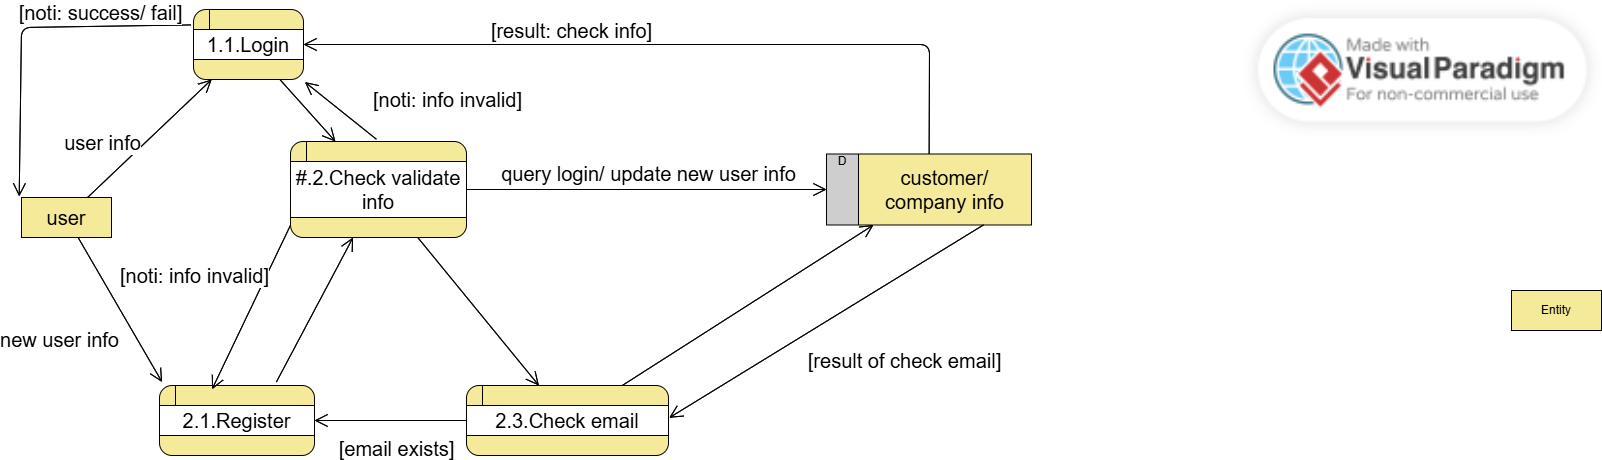 [noti: success/ fail]
1.1.Login
[result: check info]
Made with
Visual Paradigm
For non-commercial use
[noti: info invalid]
user info
#.2.Check validate
info
query login/ update new user info
D
customer/
company info
user
[noti: info invalid]
Entity
new user info
[result of check email]
2.1.Register
2.3.Check email
[email exists]